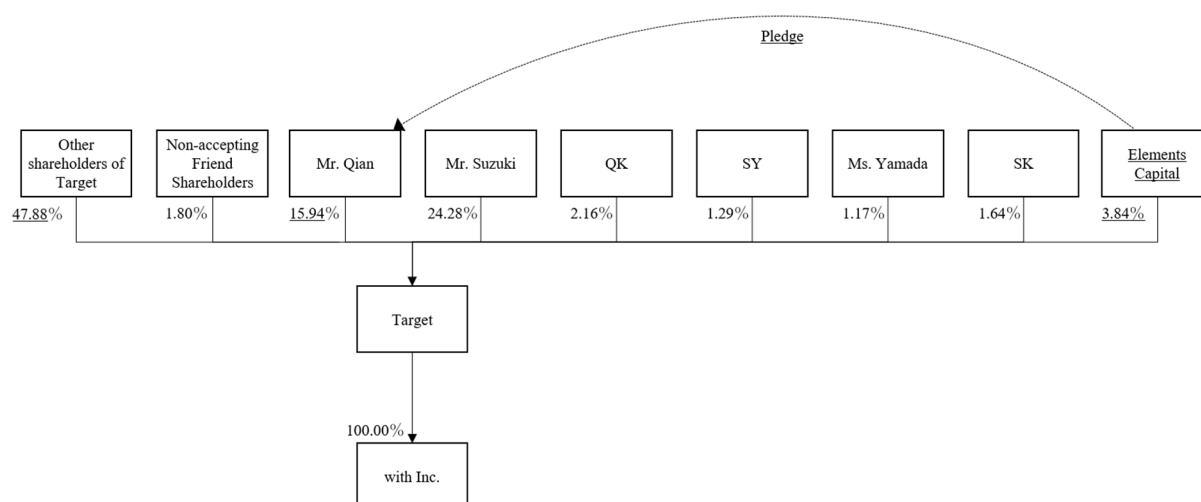 Pledge
Other
shareholders of
Target
Non-accepting
Friend
Shareholders
Mr. Qian
Mr. Suzuki
QK
SY
Ms. Yamada
SK
Elements
Capital
47.88%
1.80%
15.94%
24.28%
2.16%
1.29%
1.17%
1.64%
3.84%
Target
100.00%
with Inc.